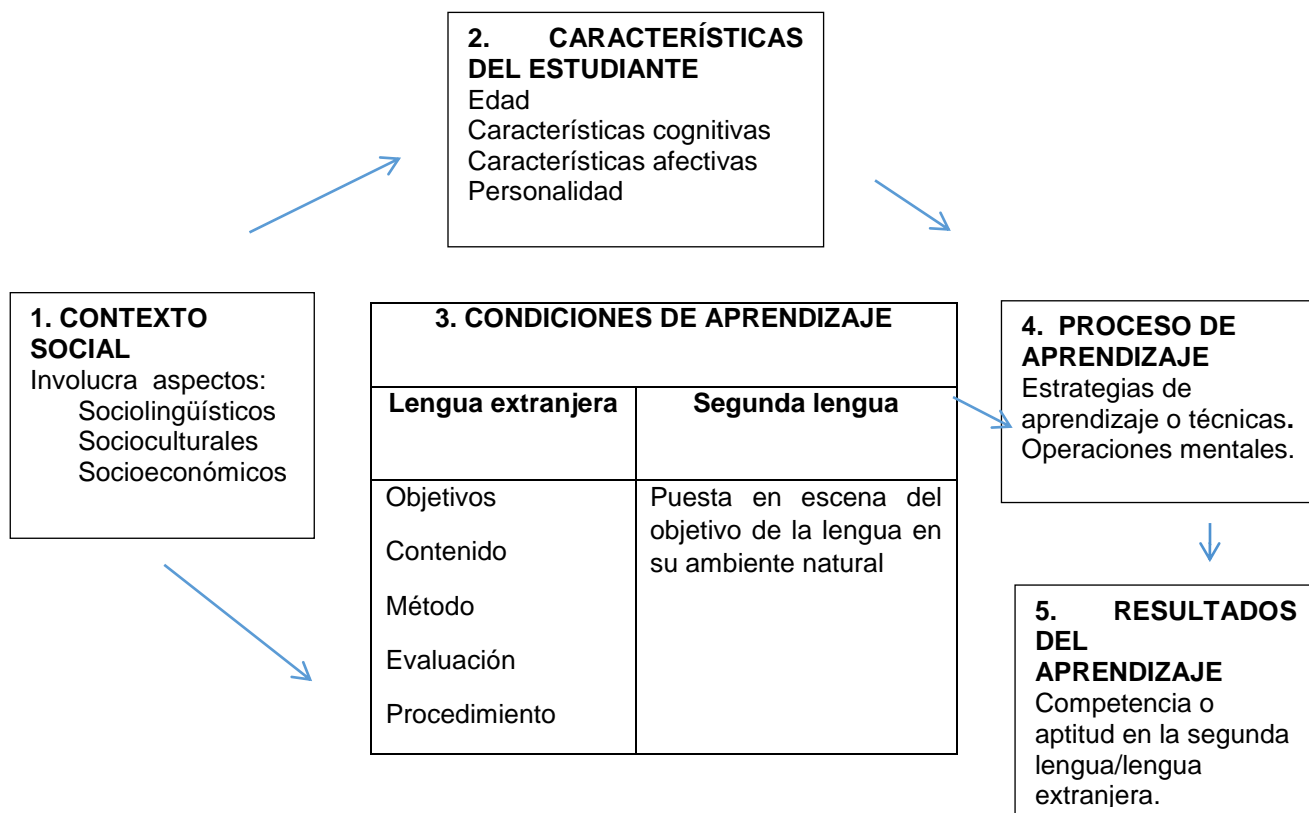 2. CARACTERÍSTICAS
DEL ESTUDIANTE
Edad
Características cognitivas
Características afectivas
Personalidad
1. CONTEXTO
SOCIAL
Involucra aspectos:
Sociolingüísticos
Socioculturales
Socioeconómicos
3. CONDICIONES DE APRENDIZAJE
Lengua extranjera
Segunda lengua
Objetivos
Contenido
Método
Evaluación
Procedimiento
Puesta en escena del
objetivo de la lengua en
su ambiente natural
4. PROCESO DE
APRENDIZAJE
Estrategias de
aprendizaje o técnicas.
Operaciones mentales.
5. RESULTADOS
DEL
APRENDIZAJE
Competencia o
aptitud en la segunda
lengua/lengua
extranjera.